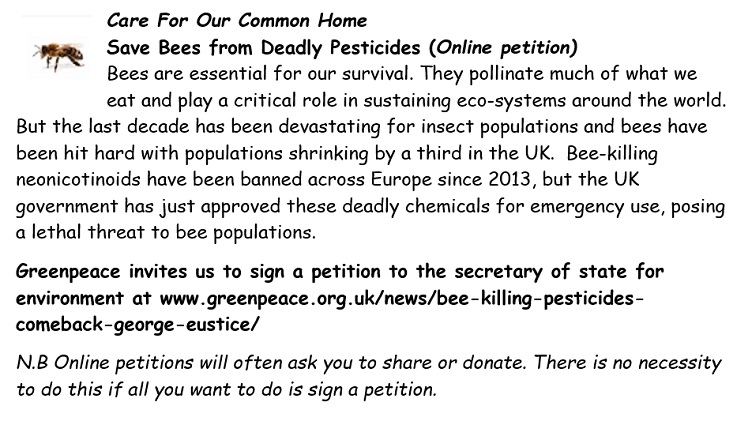 Care For Our Common Home
Save Bees from Deadly Pesticides (Online petition)
Bees are essential for our survival. They pollinate much of what we
eat and play a critical role in sustaining eco-systems around the world.
But the last decade has been devastating for insect populations and bees have
been hit hard with populations shrinking by a third in the UK.  Bee-killing
neonicotinoids have been banned across Europe since 2013, but the UK
government has just approved these deadly chemicals for emergency use, posing
a lethal threat to bee populations.
Greenpeace invites us to sign a petition to the secretary of state for
environment at www.greenpeace.org.uk/news/bee-killing-pesticides-
comeback-george-eustice/
N.B Online petitions will often ask you to share or donate. There is no necessity
to do this if all you want to do is sign a petition.